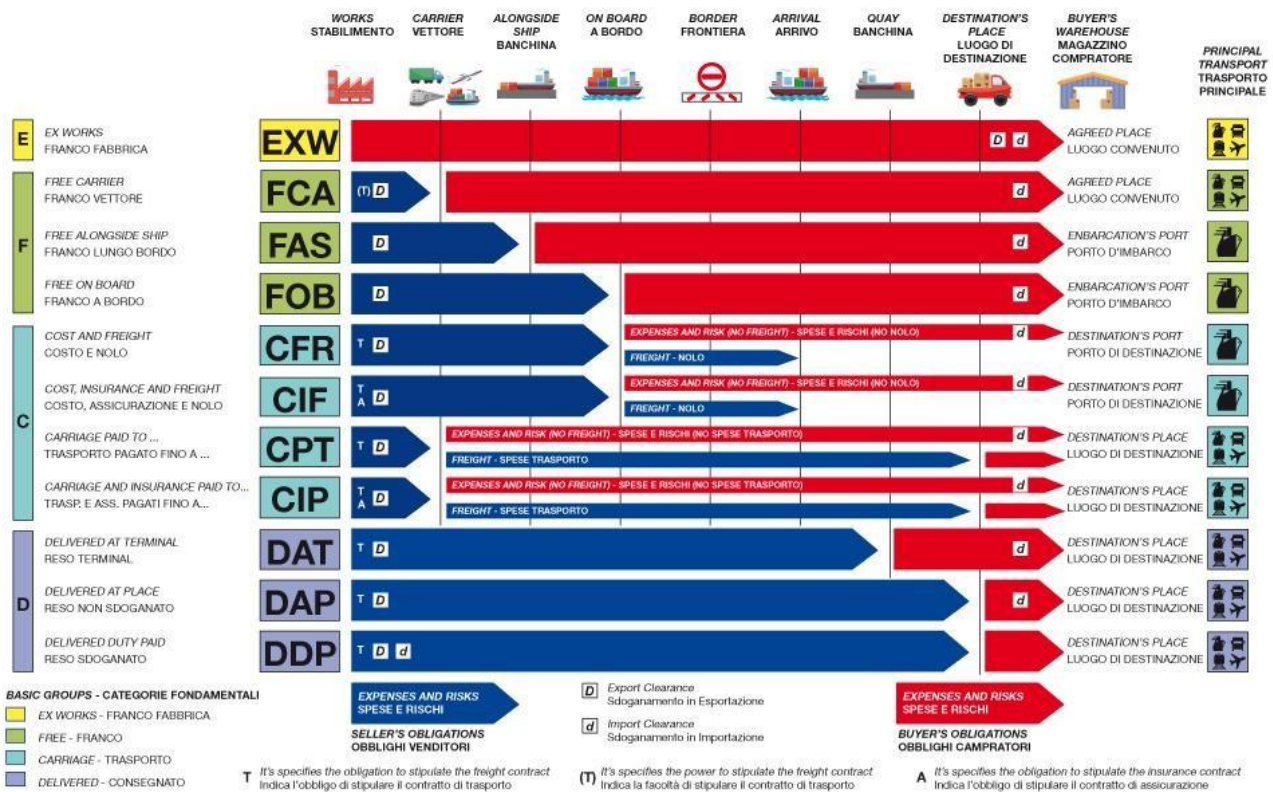 WORKS
STABILIMENTO
CARRIER
VETTORE
ALONGSIDE
SHIP
BANCHINA
ON BOARD
A BORDO
BORDER
FRONTIERA
ARRIVAL
ARRIVO
QUAY
BANCHINA
DESTINATION'S
PLACE
LUOGO DI
DESTINAZIONE
BUYER'S
WAREHOUSE
MAGAZZINO
COMPRATORE
PRINCIPAL
TRANSPORT
TRASPORTO
PRINCIPALE
E
EX WORKS
FRANCO FABBRICA
EXW
D d
AGREED PLACE
LUOGO CONVENUTO
F
FREE CARRIER
FRANCO VETTORE
FCA
(T) D
d
AGREED PLACE
LUOGO CONVENUTO
FREE ALONGSIDE SHIP
FRANCO LUNGO BORDO
FAS
D
d
ENBARCATION'S PORT
PORTO D'IMBARCO
FREE ON BOARD
FRANCO A BORDO
FOB
D
d
ENBARCATION'S PORT
PORTO D'IMBARCO
C
COST AND FREIGHT
COSTO E NOLO
CFR
T D
EXPENSES AND RISK (NO FREIGHT) - SPESE E RISCHI (NO NOLO)
d
FREIGHT - NOLO
DESTINATION'S PORT
PORTO DI DESTINAZIONE
COST, INSURANCE AND FREIGHT
COSTO, ASSICURAZIONE E NOLO
CIF
T
A D
EXPENSES AND RISK (NO FREIGHT) - SPESE E RISCHI (NO NOLO)
d
FREIGHT - NOLO
DESTINATION'S PORT
PORTO DI DESTINAZIONE
CARRIAGE PAID TO ...
TRASPORTO PAGATO FINO A ...
CPT
T D
EXPENSES AND RISK (NO FREIGHT) - SPESE E RISCHI (NO SPESE TRASPORTO)
d
FREIGHT - SPESE TRASPORTO
DESTINATION'S PLACE
LUOGO DI DESTINAZIONE
CARRIAGE AND INSURANCE PAID TO...
TRASP. E ASS. PAGATI FINO A...
CIP
T
A D
EXPENSES AND RISK (NO FREIGHT) - SPESE E RISCHI (NO SPESE TRASPORTO)
d
FREIGHT - SPESE TRASPORTO
DESTINATION'S PLACE
LUOGO DI DESTINAZIONE
D
DELIVERED AT TERMINAL
RESO TERMINAL
DAT
T D
d
DESTINATION'S PLACE
LUOGO DI DESTINAZIONE
DELIVERED AT PLACE
RESO NON SDOGANATO
DAP
T D
d
DESTINATION'S PLACE
LUOGO DI DESTINAZIONE
DELIVERED DUTY PAID
RESO SDOGANATO
DDP
T D d
DESTINATION'S PLACE
LUOGO DI DESTINAZIONE
BASIC GROUPS - CATEGORIE FONDAMENTALI
EX WORKS - FRANCO FABBRICA
FREE - FRANCO
CARRIAGE - TRASPORTO
DELIVERED - CONSEGNATO
EXPENSES AND RISKS
SPESE E RISCHI
SELLER'S OBLIGATIONS
OBBLIGHI VENDITORI
D Export Clearance
Sdoganamento in Esportazione
d Import Clearance
Sdoganamento in Importazione
EXPENSES AND RISKS
SPESE E RISCHI
BUYER'S OBLIGATIONS
OBBLIGHI CAMPRATORI
T It's specifies the obligation to stipulate the freight contract
Indica l'obbligo di stipulare il contratto di trasporto
(T) It's specifies the power to stipulate the freight contract
Indica la facoltà di stipulare il contratto di trasporto
A It's specifies the obligation to stipulate the insurance contract
Indica l'obbligo di stipulare il contratto di assicurazione